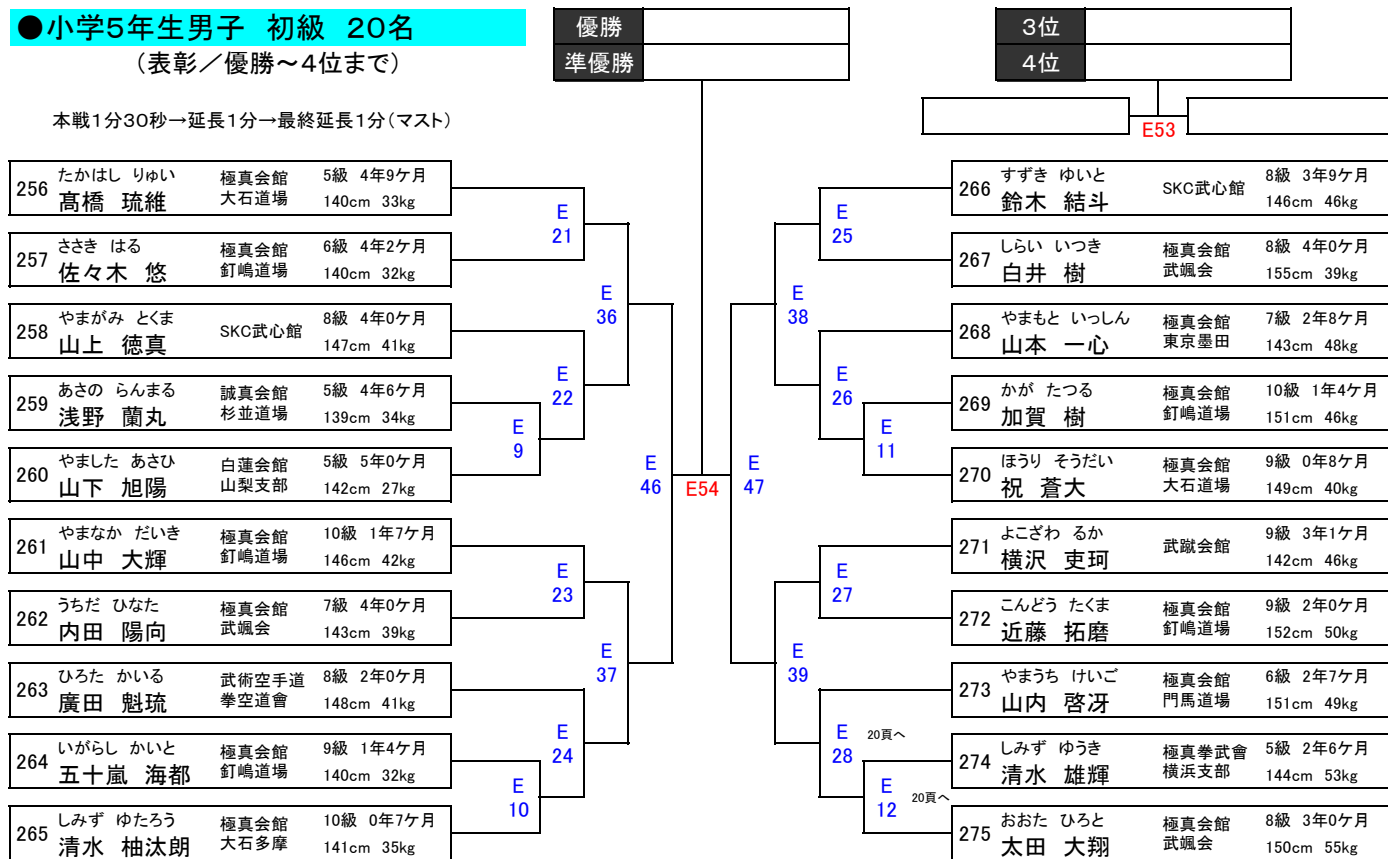 ●小学5年生男子 初級 20名
(表彰／優勝～4位まで)
本戦1分30秒→延長1分→最終延長1分(マスト)
優勝
準優勝
3位
4位
E53
256 たかはし りゅい 極真会館 5級 4年9ケ月
髙橋 琉維 大石道場 140cm 33kg
257 ささき はる 極真会館 6級 4年2ケ月
佐々木 悠 釘嶋道場 140cm 32kg
258 やまがみ とくま SKC武心館 8級 4年0ケ月
山上 徳真 147cm 41kg
259 あさの らんまる 誠真会館 5級 4年6ケ月
浅野 蘭丸 杉並道場 139cm 34kg
260 やました あさひ 白蓮会館 5級 5年0ケ月
山下 旭陽 山梨支部 142cm 27kg
261 やまなか だいき 極真会館 10級 1年7ケ月
山中 大輝 釘嶋道場 146cm 42kg
262 うちだ ひなた 極真会館 7級 4年0ケ月
内田 陽向 武颯会 143cm 39kg
263 ひろた かいる 武術空手道 8級 2年0ケ月
廣田 魁琉 拳空道會 148cm 41kg
264 いがらし かいと 極真会館 9級 1年4ケ月
五十嵐 海都 釘嶋道場 140cm 32kg
265 しみず ゆたろう 極真会館 10級 0年7ケ月
清水 柚汰朗 大石多摩 141cm 35kg
E
21
E
22
E
9
E
36
E
23
E
24
E
10
E
37
E
46
E54
E
47
E
25
E
38
E
26
E
11
E
27
E
39
E
28
20頁へ
E
12
20頁へ
266 すずき ゆいと SKC武心館 8級 3年9ケ月
鈴木 結斗 146cm 46kg
267 しらい いつき 極真会館 8級 4年0ケ月
白井 樹 武颯会 155cm 39kg
268 やまもと いっしん 極真会館 7級 2年8ケ月
山本 一心 東京墨田 143cm 48kg
269 かが たつる 極真会館 10級 1年4ケ月
加賀 樹 釘嶋道場 151cm 46kg
270 ほうり そうだい 極真会館 9級 0年8ケ月
祝 蒼大 大石道場 149cm 40kg
271 よこざわ るか 武蹴会館 9級 3年1ケ月
横沢 吏珂 142cm 46kg
272 こんどう たくま 極真会館 9級 2年0ケ月
近藤 拓磨 釘嶋道場 152cm 50kg
273 やまうち けいご 極真会館 6級 2年7ケ月
山内 啓冴 門馬道場 151cm 49kg
274 しみず ゆうき 極真拳武會 5級 2年6ケ月
清水 雄輝 横浜支部 144cm 53kg
275 おおた ひろと 極真会館 8級 3年0ケ月
太田 大翔 武颯会 150cm 55kg